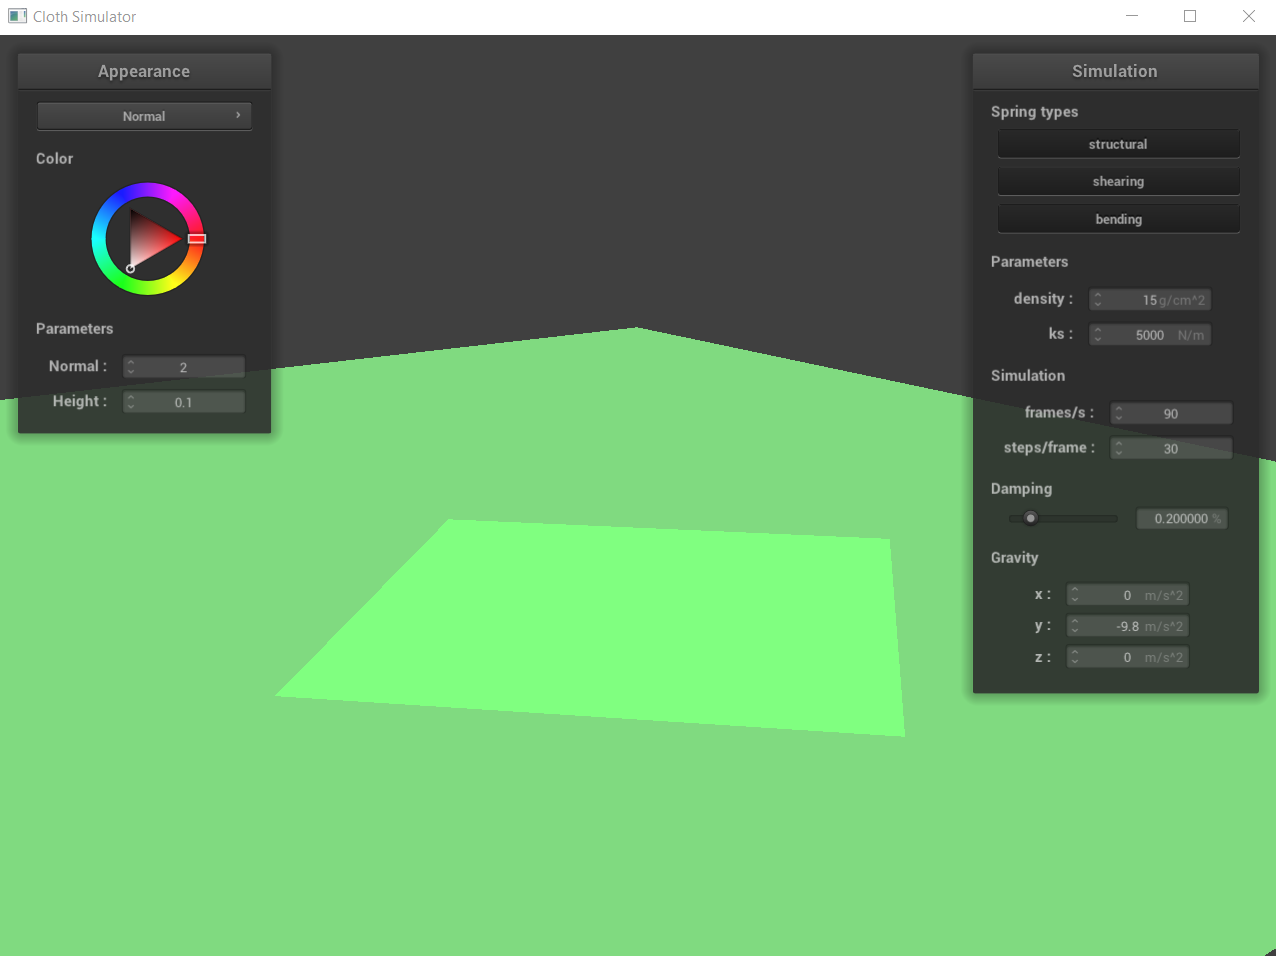 Cloth Simulator
Appearance
Normal
Color
Parameters
Normal : 2
Height : 0.1
Simulation
Spring types
structural
shearing
bending
Parameters
density : 15 g/cm^2
ks : 5000 N/m
Simulation
frames/s : 90
steps/frame : 30
Damping
0.200000 %
Gravity
x : 0 m/s^2
y : -9.8 m/s^2
z : 0 m/s^2